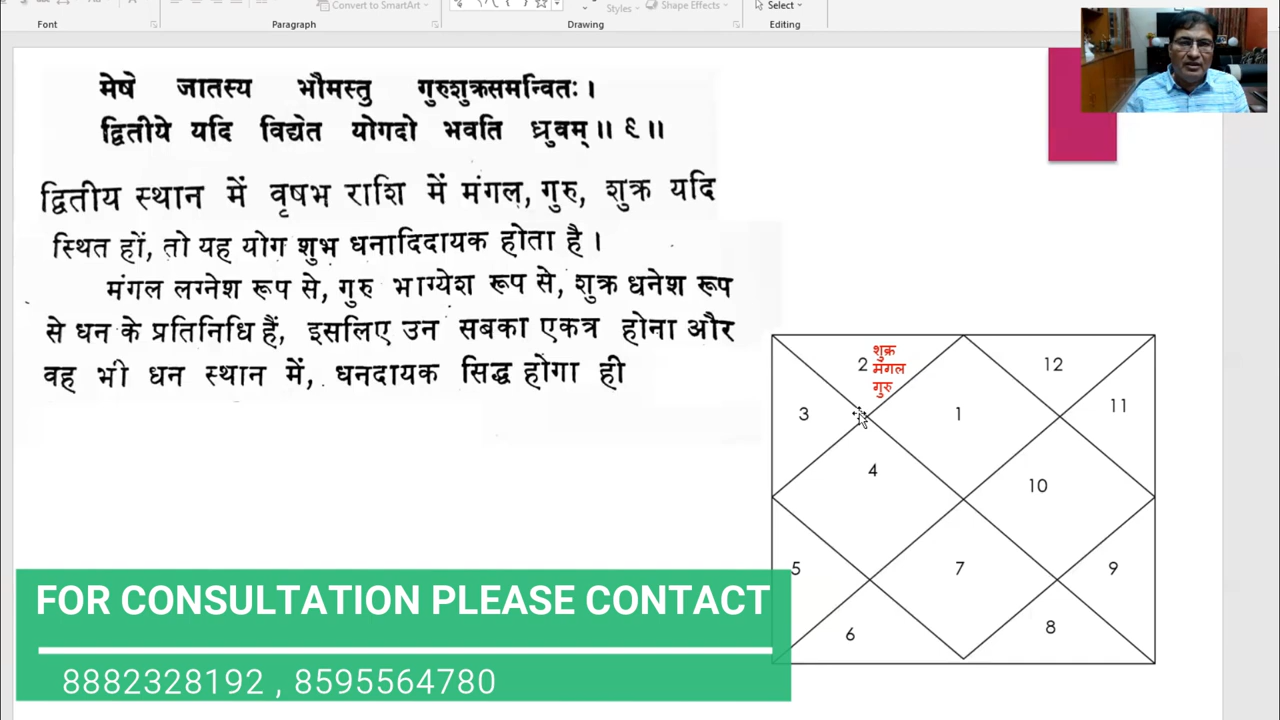 Font
Paragraph
Convert to SmartArt
Drawing
Styles
Shape Effects
Select
Editing
मेषे जातस्य भौमस्तु गुरुशुक्रसमन्वितः।
द्वितीये यदि विद्येत योगदो भवति ध्रुवम्॥ ९॥
द्वितीय स्थान में वृषभ राशि में मंगल, गुरु, शुक्र यदि
स्थित हों, तो यह योग शुभ धनादिदायक होता है।
मंगल लग्नेश रूप से, गुरु भाग्येश रूप से, शुक्र धनेश रूप
से धन के प्रतिनिधि हैं, इसलिए उन सबका एकत्र होना और
वह भी धन स्थान में, धनदायक सिद्ध होगा ही
2 शुक्र
मंगल
गुरु
12
3
1
11
4
10
5
7
9
6
8
FOR CONSULTATION PLEASE CONTACT
8882328192 , 8595564780